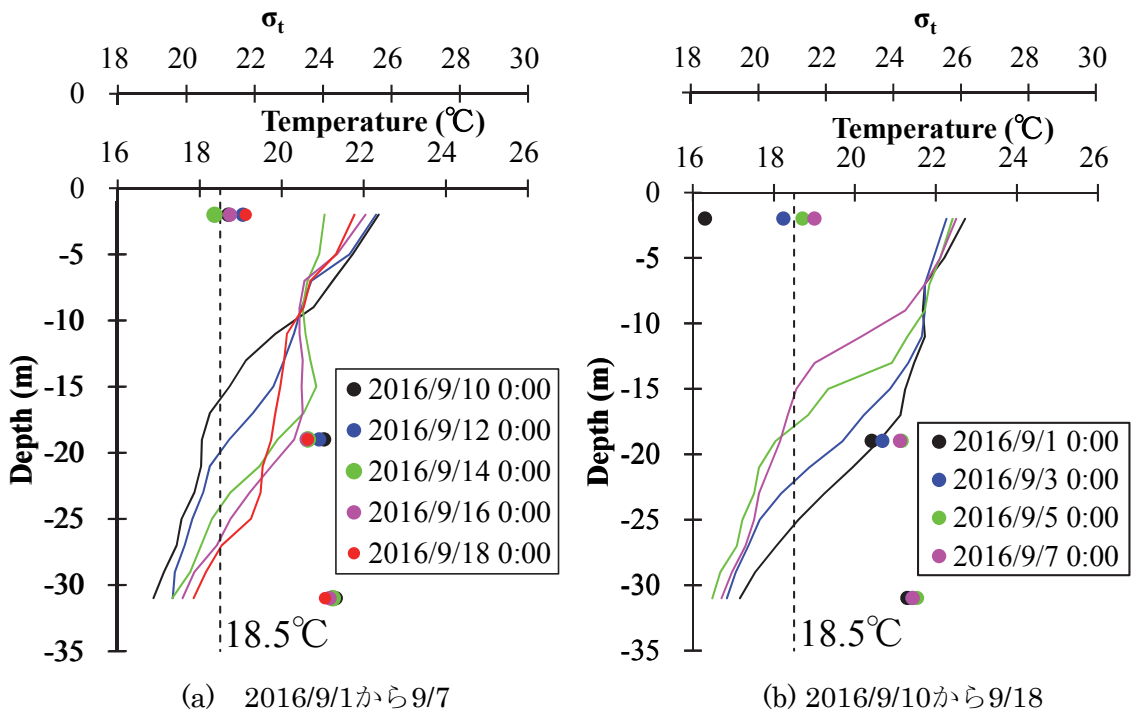 σt
18 20 22 24 26 28 30
0
Temperature (℃)
16 18 20 22 24 26
0
-5
-10
-15
-20
-25
-30
-35
Depth (m)
2016/9/10 0:00
2016/9/12 0:00
2016/9/14 0:00
2016/9/16 0:00
2016/9/18 0:00
18.5℃
(a) 2016/9/1から9/7
σt
18 20 22 24 26 28 30
0
Temperature (℃)
16 18 20 22 24 26
0
-5
-10
-15
-20
-25
-30
-35
Depth (m)
2016/9/1 0:00
2016/9/3 0:00
2016/9/5 0:00
2016/9/7 0:00
18.5℃
(b) 2016/9/10から9/18